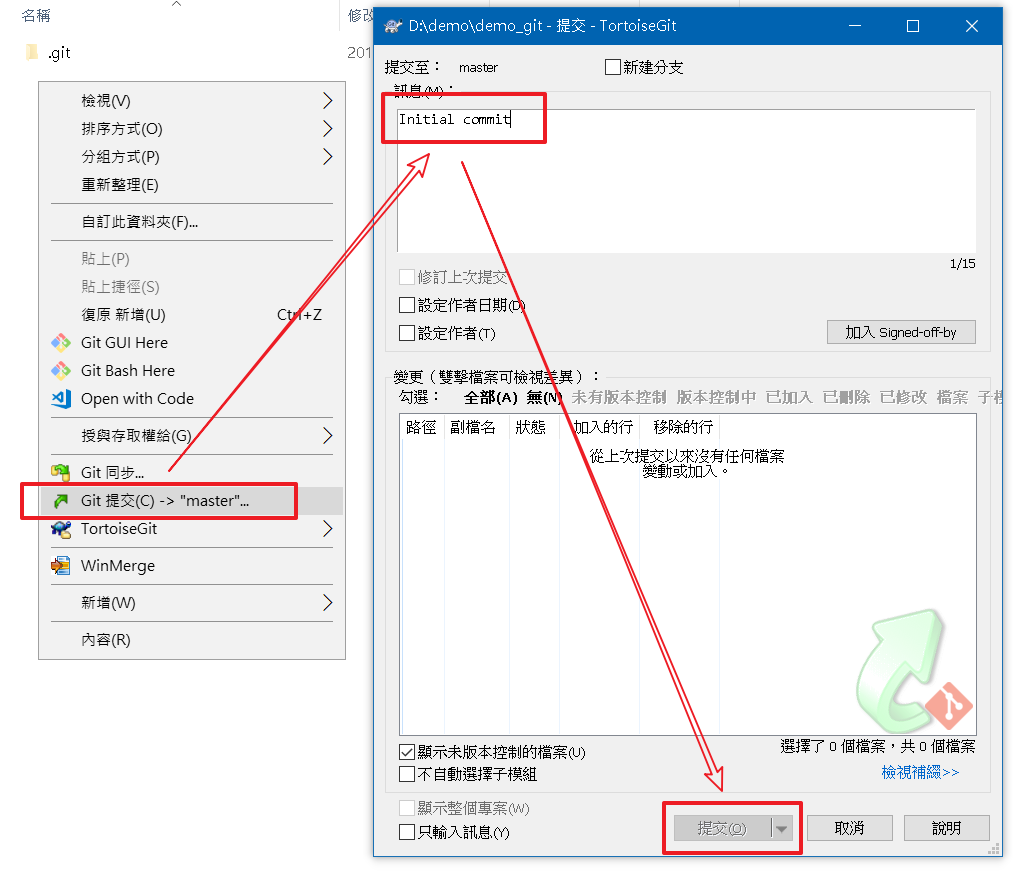 名稱
修改
.git
201
檢視(V)
排序方式(O)
分組方式(P)
重新整理(E)
自訂此資料夾(F)...
貼上(P)
貼上捷徑(S)
復原 新增(U) Ctrl+Z
Git GUI Here
Git Bash Here
Open with Code
授與存取權給(G)
Git 同步...
Git 提交(C) -> "master"...
TortoiseGit
WinMerge
新增(W)
內容(R)
D:\demo\demo_git - 提交 - TortoiseGit
提交至： master 新建分支
訊息(M)：
Initial commit
1/15
修訂上次提交
設定作者日期(D)
設定作者(T)
加入 Signed-off-by
變更（雙擊檔案可檢視差異）：
勾選： 全部(A) 無(N) 未有版本控制 版本控制中 已加入 已刪除 已修改 檔案 子模
路徑 副檔名 狀態 加入的行 移除的行
從上次提交以來沒有任何檔案
變動或加入。
顯示未版本控制的檔案(U)
選擇了 0 個檔案，共 0 個檔案
不自動選擇子模組
檢視補綴>>
顯示整個專案(W)
只輸入訊息(Y)
提交(O) 取消 說明